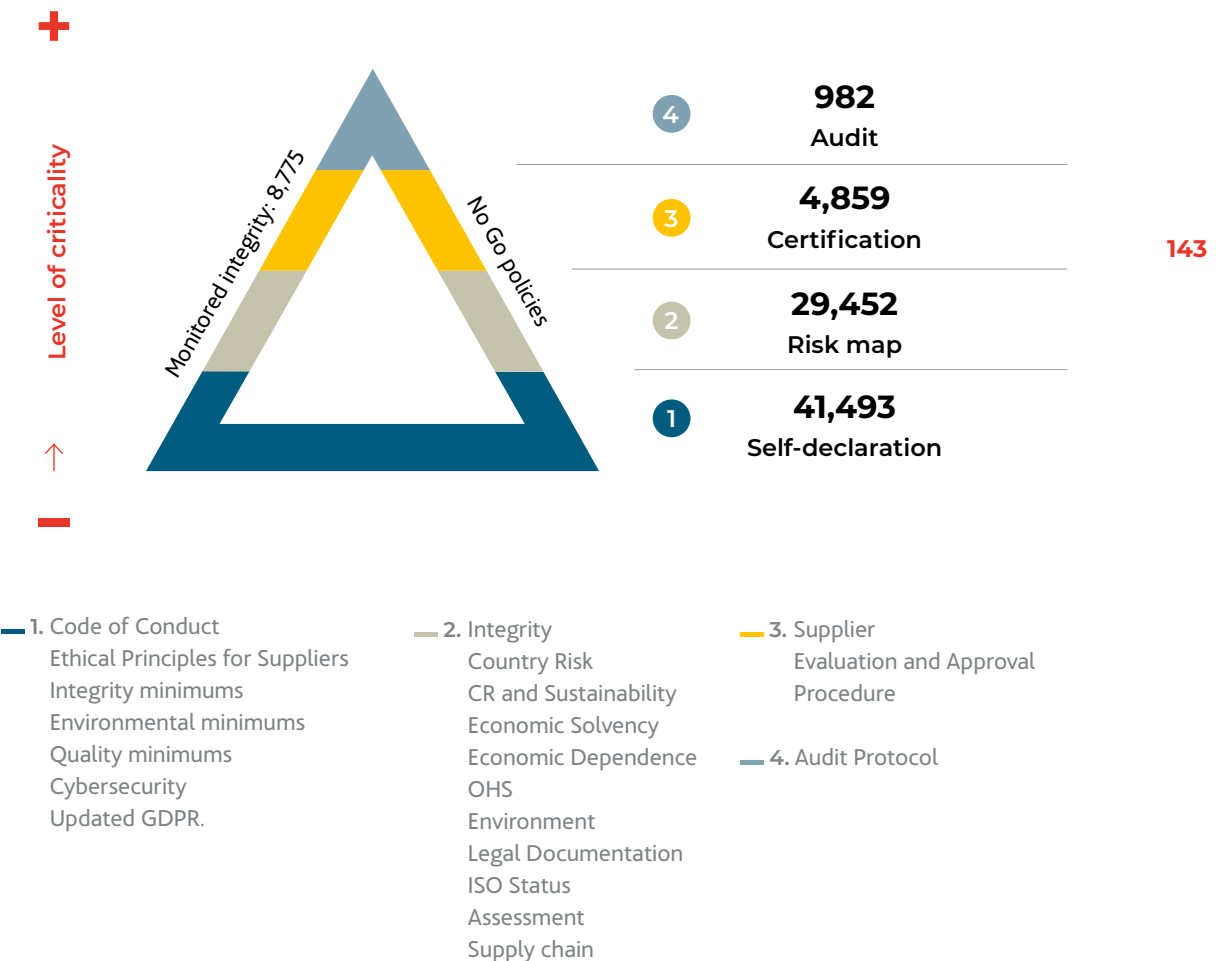 Level of criticality
Monitored integrity: 8,775
No Go policies
4
982
Audit
3
4,859
Certification
2
29,452
Risk map
1
41,493
Self-declaration
143
1. Code of Conduct
Ethical Principles for Suppliers
Integrity minimums
Environmental minimums
Quality minimums
Cybersecurity
Updated GDPR.
2. Integrity
Country Risk
CR and Sustainability
Economic Solvency
Economic Dependence
OHS
Environment
Legal Documentation
ISO Status
Assessment
Supply chain
3. Supplier
Evaluation and Approval
Procedure
4. Audit Protocol